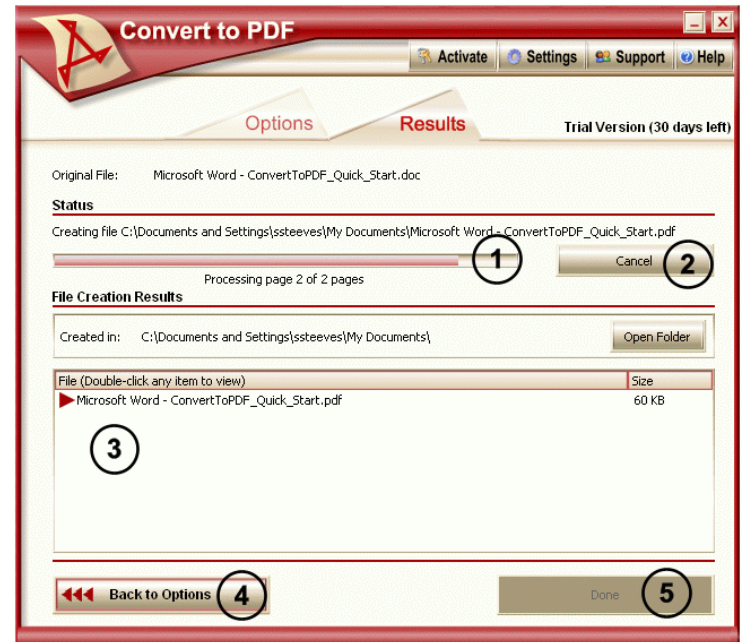 Convert to PDF
Activate Settings Support Help
Options Results Trial Version (30 days left)
Original File: Microsoft Word - ConvertToPDF_Quick_Start.doc
Status
Creating file C:\Documents and Settings\ssteeves\My Documents\Microsoft Word - ConvertToPDF_Quick_Start.pdf
1
Cancel 2
Processing page 2 of 2 pages
File Creation Results
Created in: C:\Documents and Settings\ssteeves\My Documents\ Open Folder
File (Double-click any item to view) Size
Microsoft Word - ConvertToPDF_Quick_Start.pdf 60 KB
3
Back to Options 4 Done 5